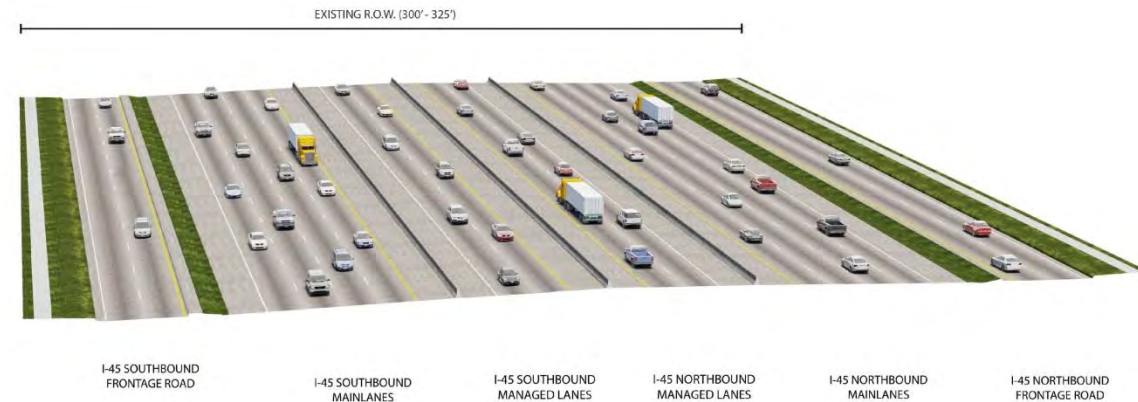 EXISTING R.O.W. (300' - 325')
I-45 SOUTHBOUND
FRONTAGE ROAD
I-45 SOUTHBOUND
MAINLANES
I-45 SOUTHBOUND
MANAGED LANES
I-45 NORTHBOUND
MANAGED LANES
I-45 NORTHBOUND
MAINLANES
I-45 NORTHBOUND
FRONTAGE ROAD